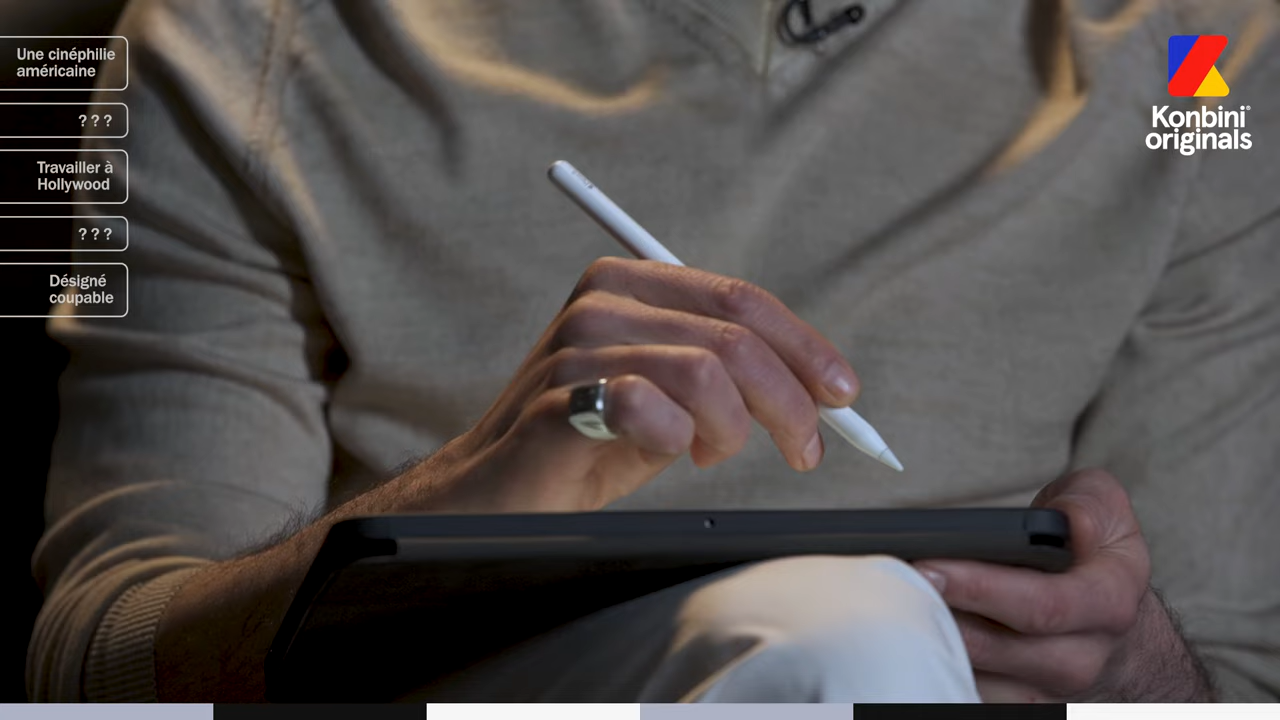 Une cinéphilie
américaine
???
Travailler à
Hollywood
???
Désigné
coupable
Konbini
originals